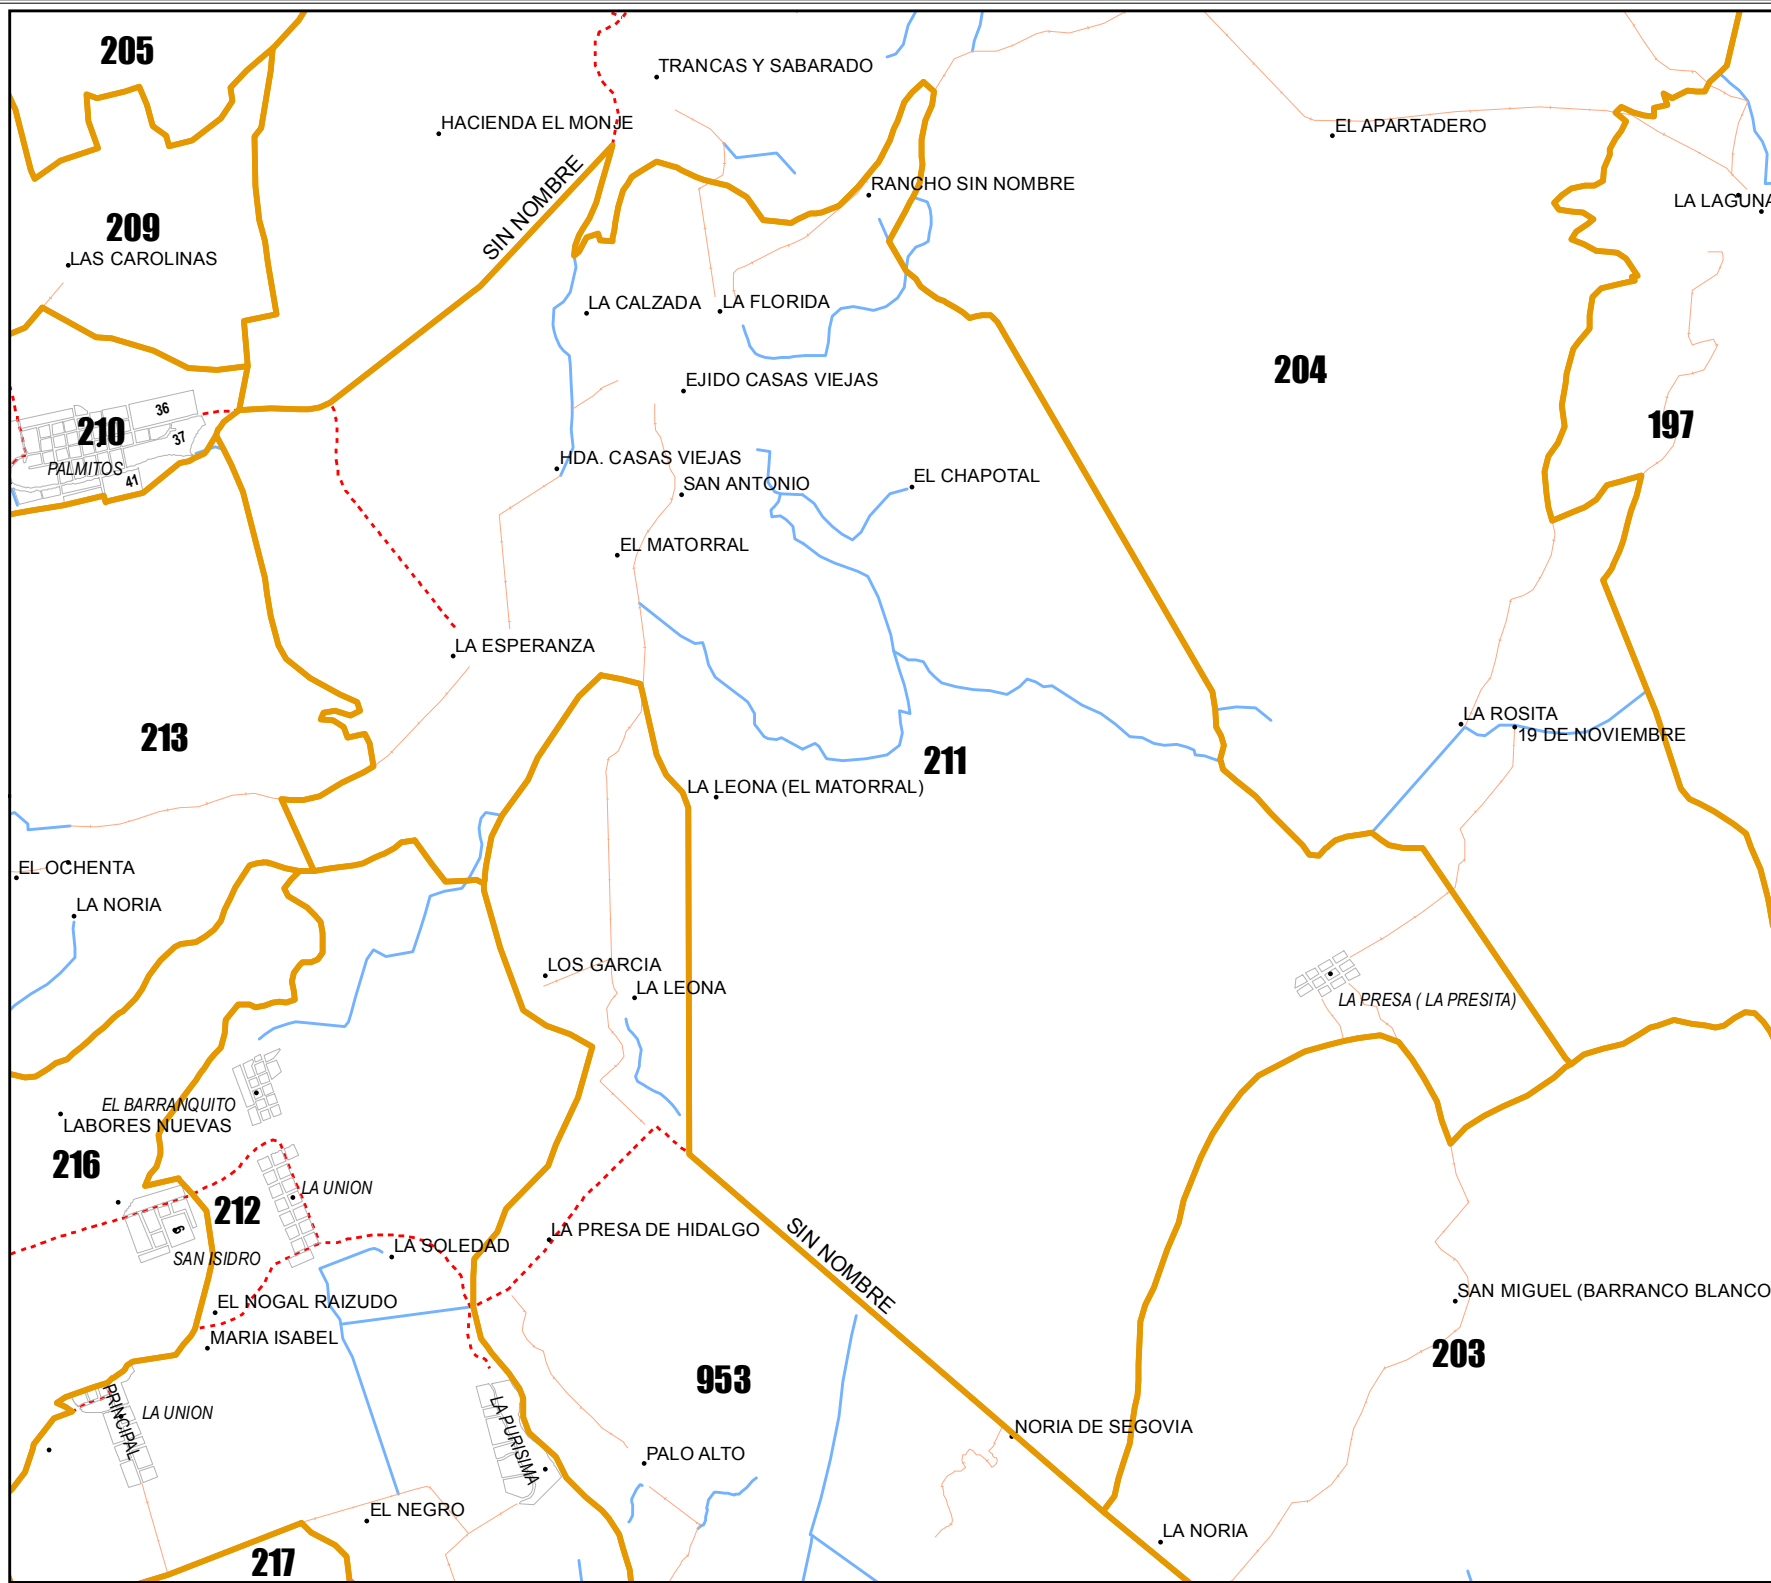 205
TRANCAS Y SABARADO
HACIENDA EL MONJE
EL APARTADERO
SIN NOMBRE
RANCHO SIN NOMBRE
LA LAGUNA
209
LAS CAROLINAS
LA CALZADA
LA FLORIDA
204
EJIDO CASAS VIEJAS
36
210
37
197
PALMITOS
41
HDA. CASAS VIEJAS
SAN ANTONIO
EL CHAPOTAL
EL MATORRAL
LA ESPERANZA
213
LA ROSITA
19 DE NOVIEMBRE
211
LA LEONA (EL MATORRAL)
EL OCHENTA
LA NORIA
LOS GARCIA
LA LEONA
LA PRESA ( LA PRESITA)
EL BARRANQUITO
LABORES NUEVAS
216
LA UNION
212
6
SAN ISIDRO
LA SOLEDAD
LA PRESA DE HIDALGO
SIN NOMBRE
EL NOGAL RAIZUDO
SAN MIGUEL (BARRANCO BLANCO
MARIA ISABEL
203
953
PRINCIPAL
LA UNION
LA PURISIMA
NORIA DE SEGOVIA
PALO ALTO
EL NEGRO
LA NORIA
217